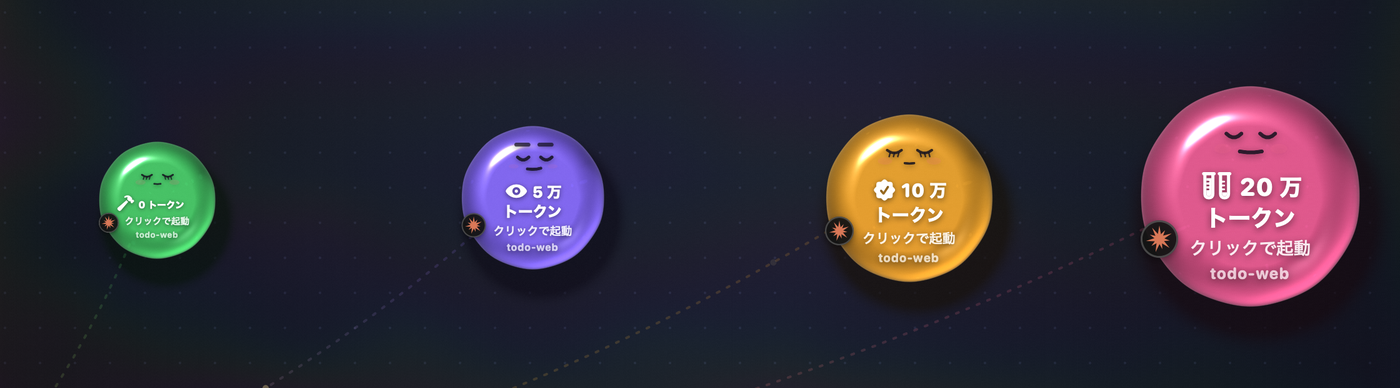 0 トークン
クリックで起動
todo-web
5 万
トークン
クリックで起動
todo-web
10 万
トークン
クリックで起動
todo-web
20 万
トークン
クリックで起動
todo-web